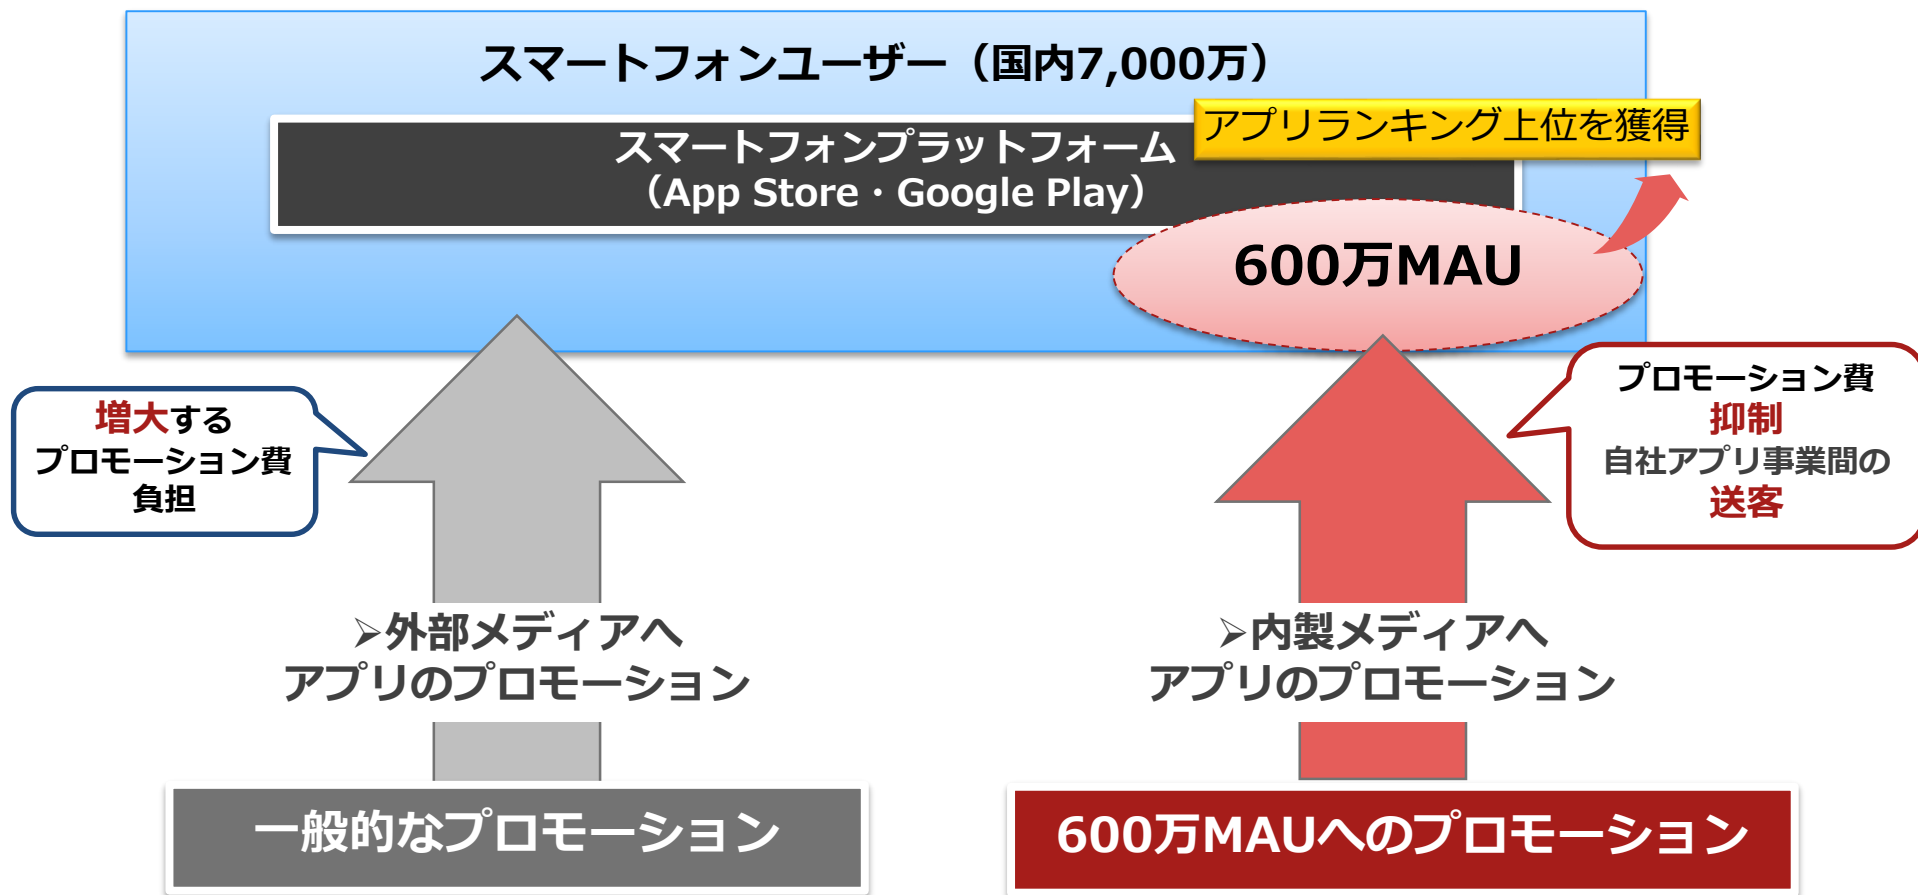 スマートフォンユーザー（国内7,000万）
アプリランキング上位を獲得
スマートフォンプラットフォーム
（App Store・Google Play）
600万MAU
増大する
プロモーション費
負担
プロモーション費
抑制
自社アプリ事業間の
送客
➢外部メディアへ
アプリのプロモーション
➢内製メディアへ
アプリのプロモーション
一般的なプロモーション
600万MAUへのプロモーション